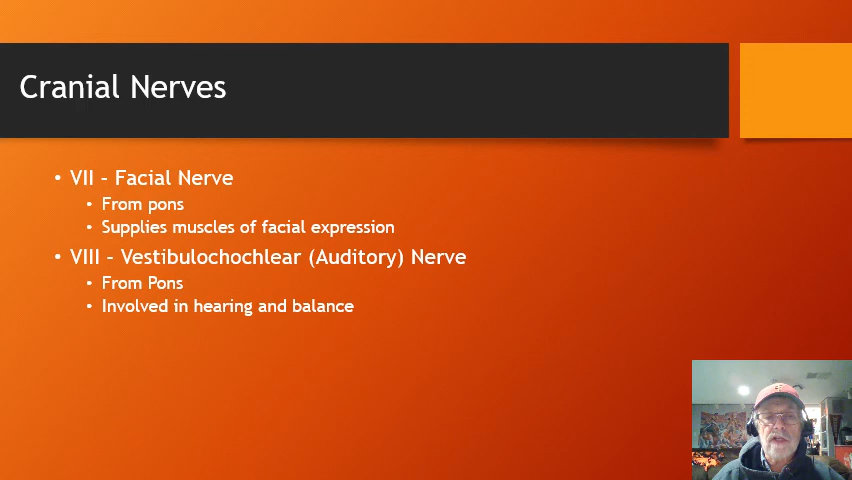 Cranial Nerves
• VII – Facial Nerve
• From pons
• Supplies muscles of facial expression
• VIII – Vestibulochochlear (Auditory) Nerve
• From Pons
• Involved in hearing and balance